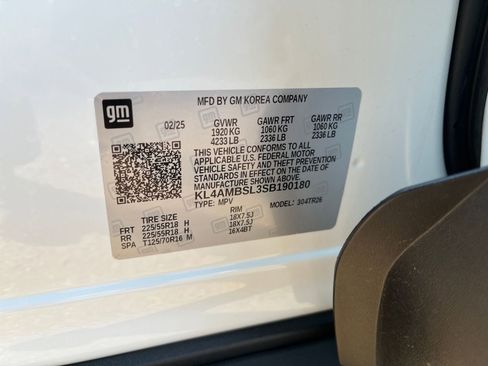 gm
MFD BY GM KOREA COMPANY
02/25 GVWR GAWR FRT GAWR RR
1920 KG 1060 KG 1060 KG
4233 LB 2336 LB 2336 LB
THIS VEHICLE CONFORMS TO ALL
APPLICABLE U.S. FEDERAL MOTOR
VEHICLE SAFETY AND THEFT PREVENTION
STANDARDS IN EFFECT ON THE DATE OF
MANUFACTURE SHOWN ABOVE.
KL4AMBSL3SB190180
TYPE: MPV MODEL: 304TR26
TIRE SIZE RIM
FRT 225/55R18 H 18X7.5J
RR 225/55R18 H 18X7.5J
SPA T125/70R16 M 16X4BT